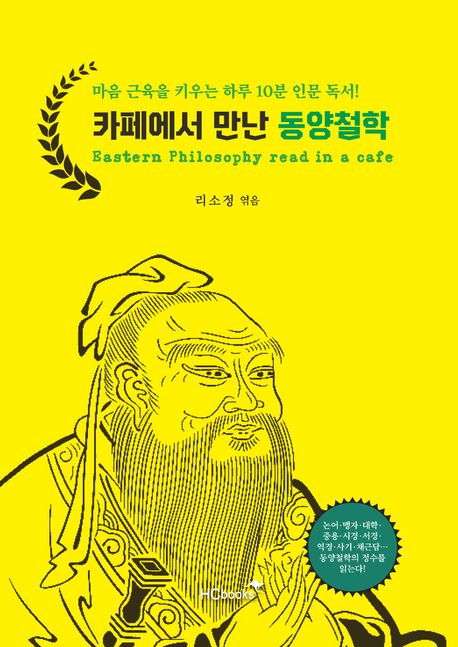 마음 근육을 키우는 하루 10분 인문 독서!
카페에서 만난 동양철학
Eastern Philosophy read in a cafe
리소정 엮음
논어·맹자·대학·
중용·시경·서경·
역경·사기·채근담…
동양철학의 정수를
읽는다!
HCbooks